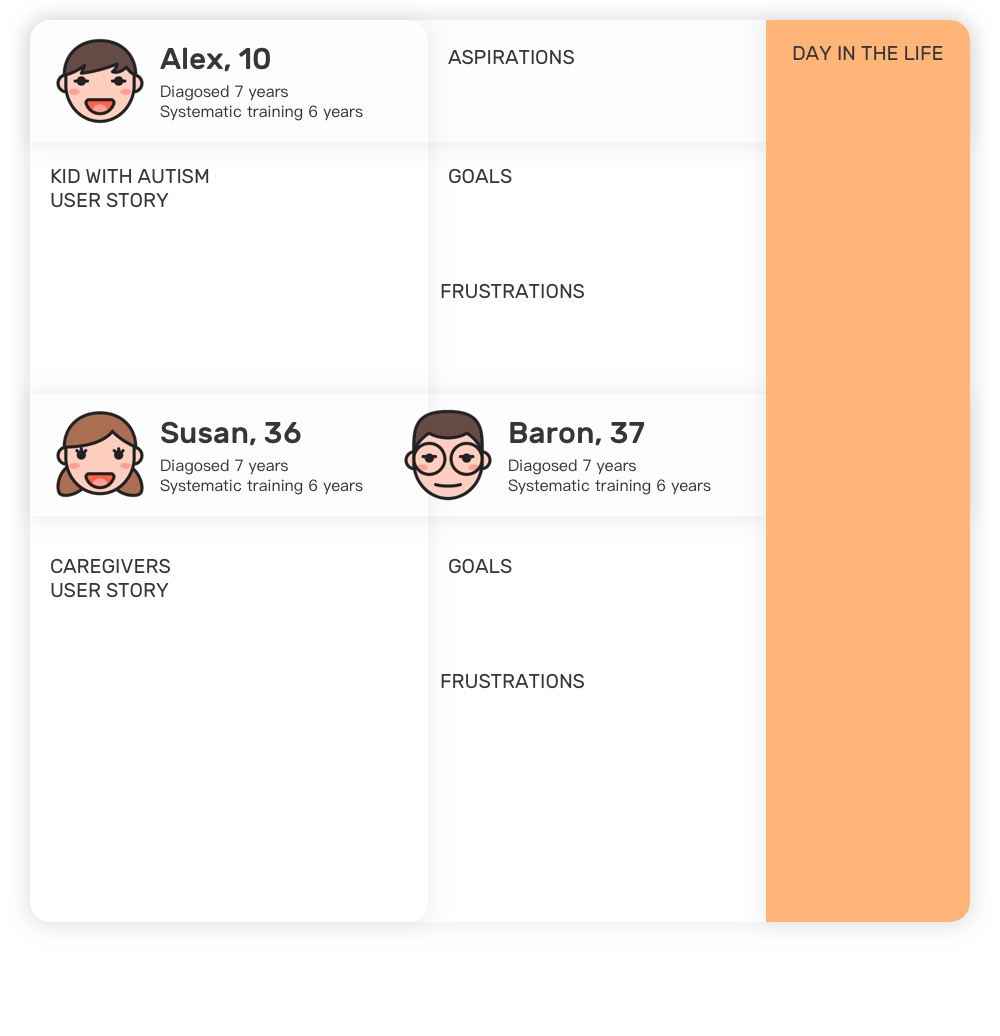 Alex, 10
Diagosed 7 years
Systematic training 6 years
ASPIRATIONS
DAY IN THE LIFE
KID WITH AUTISM
USER STORY
GOALS
FRUSTRATIONS
Susan, 36
Diagosed 7 years
Systematic training 6 years
Baron, 37
Diagosed 7 years
Systematic training 6 years
CAREGIVERS
USER STORY
GOALS
FRUSTRATIONS